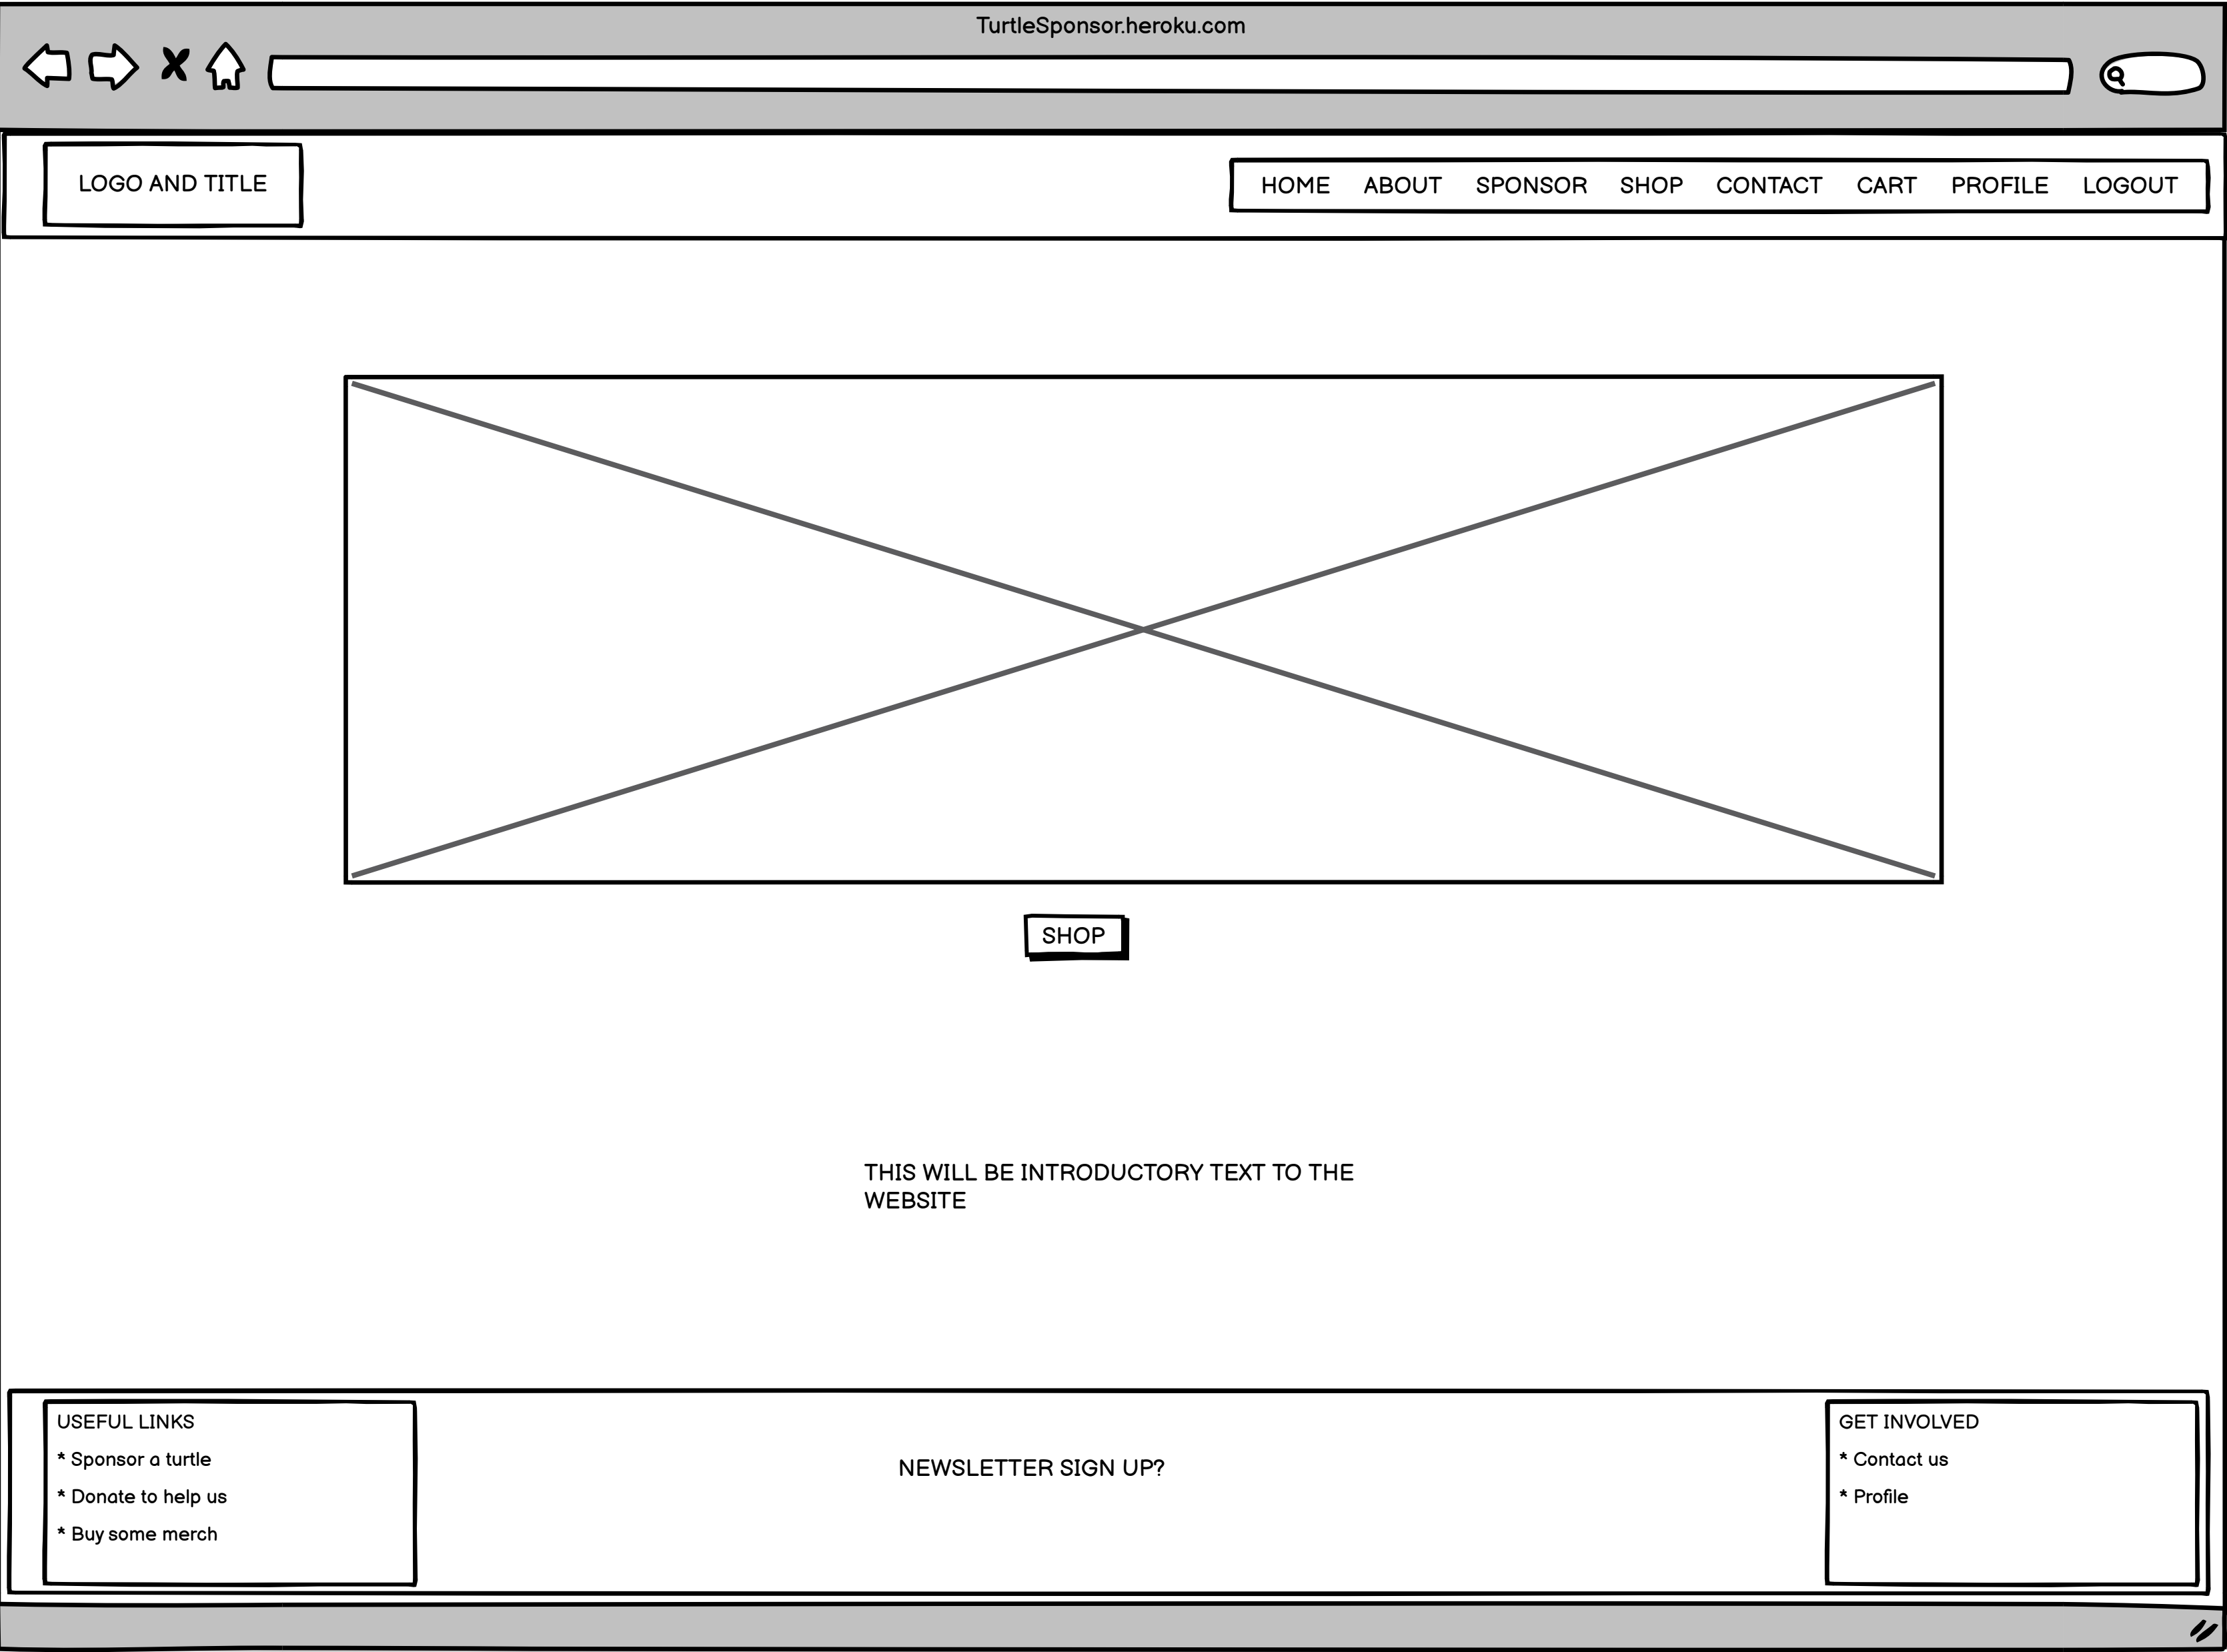 TurtleSponsor.heroku.com
LOGO AND TITLE
HOME ABOUT SPONSOR SHOP CONTACT CART PROFILE LOGOUT
SHOP
THIS WILL BE INTRODUCTORY TEXT TO THE
WEBSITE
USEFUL LINKS
* Sponsor a turtle
* Donate to help us
* Buy some merch
NEWSLETTER SIGN UP?
GET INVOLVED
* Contact us
* Profile